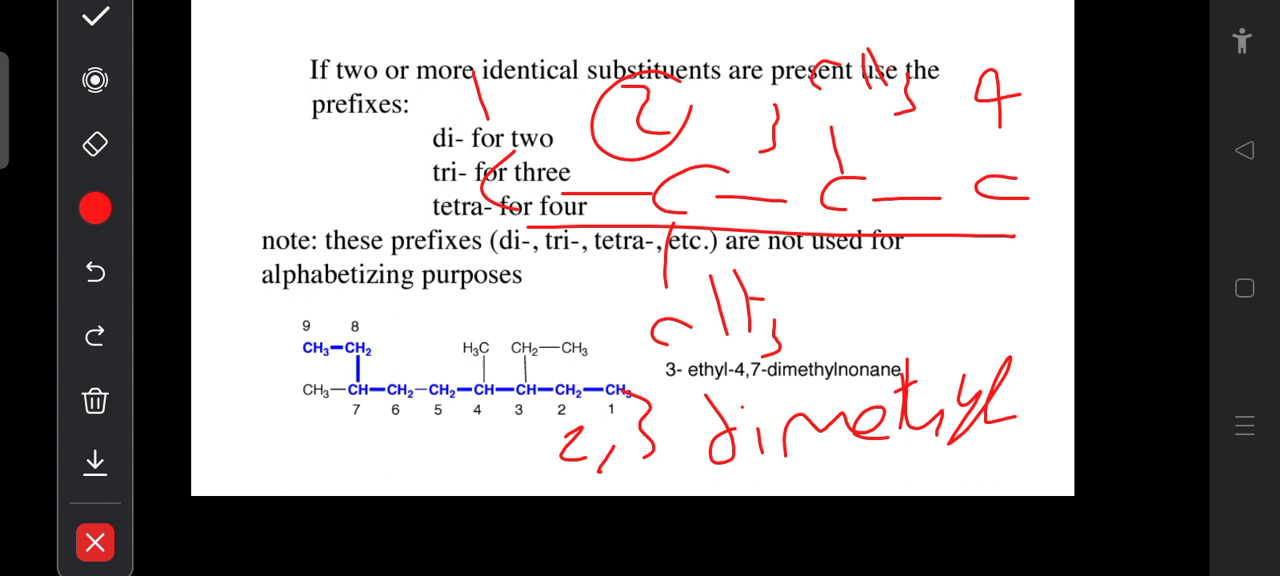 If two or more identical substituents are present use the
prefixes:
di- for two
tri- for three
tetra- for four
note: these prefixes (di-, tri-, tetra-, etc.) are not used for
alphabetizing purposes
1 2 3 CH3 4
C — C — C — C
CH3
9 8
CH3—CH2 H3C CH2—CH3
CH3—CH—CH2—CH2—CH—CH—CH2—CH3
7 6 5 4 3 2 1
3- ethyl-4,7-dimethylnonane
2,3 dimethyl